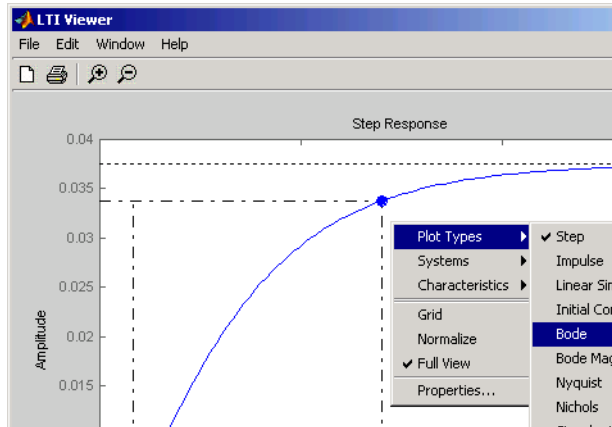 LTI Viewer
File Edit Window Help
Step Response
0.04
0.035
0.03
0.025
0.02
0.015
Amplitude
Plot Types
Systems
Characteristics
Grid
Normalize
Full View
Properties...
Step
Impulse
Linear Sim
Initial Con
Bode
Bode Mag
Nyquist
Nichols